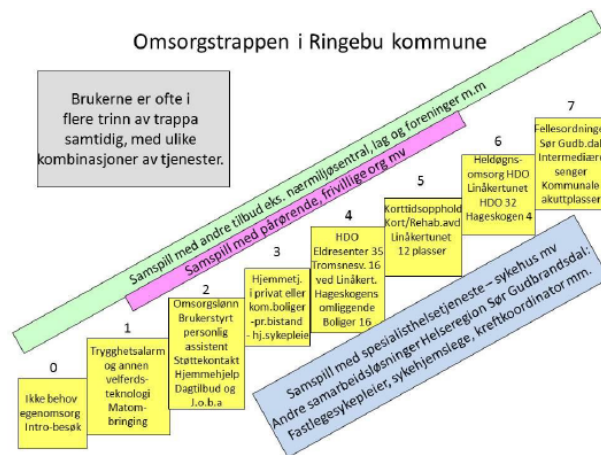 Omsorgstrappen i Ringebu kommune
Brukerne er ofte i
flere trinn av trappa
samtidig, med ulike
kombinasjoner av tjenester.
Samspill med andre tilbud eks. nærmiljøsentral, lag og foreninger m.m
Samspill med pårørende, frivillige org mv
0
Ikke behov
egenomsorg
Intro-besøk
1
Trygghetsalarm
og annen
velferds-
teknologi
Matom-
bringing
2
Omsorgslønn
Brukerstyrt
personlig
assistent
Støttekontakt
Hjemmehjelp
Dagtilbud og
J.o.b.a
3
Hjemmetj.
i privat eller
kom.boliger
-pr.bistand
- hj.sykepleie
4
HDO
Eldresenter 35
Tromsnesv. 16
ved Linåkert.
Hageskogens
omliggende
Boliger 16
5
Korttidsopphold
Kort/Rehab.avd
Linåkertunet
12 plasser
6
Heldøgns-
omsorg HDO
Linåkertunet
HDO 32
Hageskogen 4
7
Fellesordninger
Sør Gudb.dal
Intermediære
senger
Kommunale
akuttplasser
Samspill med spesialisthelsetjeneste – sykehus mv
Andre samarbeidsløsninger Helseregion Sør Gudbrandsdal:
Fastlegesykepleier, sykehjemslegg, kreftkoordinator mm.